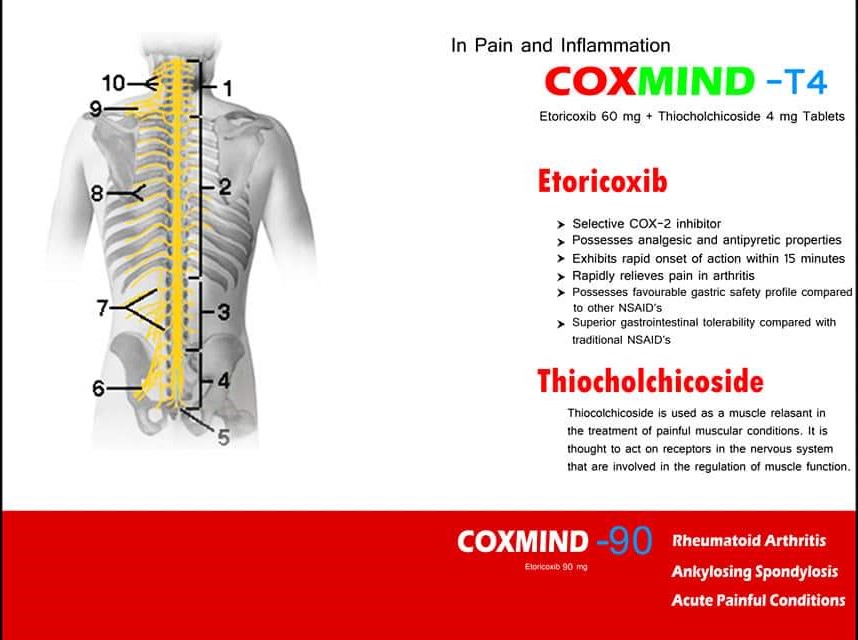 In Pain and Inflammation
COXMIND -T4
Etoricoxib 60 mg + Thiocholchicoside 4 mg Tablets
Etoricoxib
➤ Selective COX-2 inhibitor
➤ Possesses analgesic and antipyretic properties
➤ Exhibits rapid onset of action within 15 minutes
➤ Rapidly relieves pain in arthritis
➤ Possesses favourable gastric safety profile compared
to other NSAID's
➤ Superior gastrointestinal tolerability compared with
traditional NSAID's
Thiocholchicoside
Thiocolchicoside is used as a muscle relasant in
the treatment of painful muscular conditions. It is
thought to act on receptors in the nervous system
that are involved in the regulation of muscle function.
10
1
9
8
2
7
3
6
4
5
COXMIND -90
Etoricoxib 90 mg
Rheumatoid Arthritis
Ankylosing Spondylosis
Acute Painful Conditions